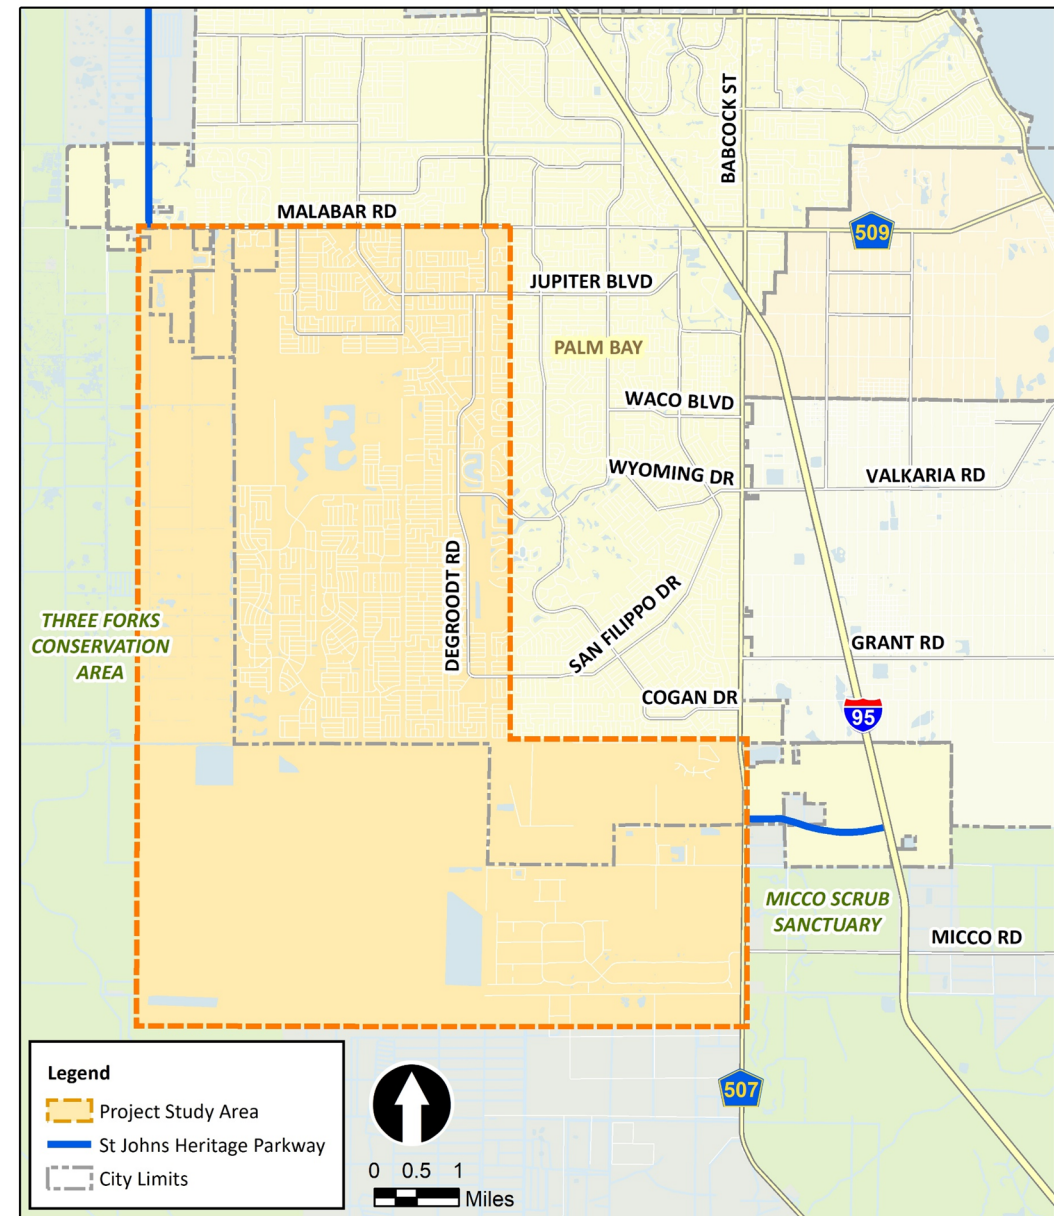 BABCOCK ST
MALABAR RD
509
JUPITER BLVD
PALM BAY
WACO BLVD
WYOMING DR
VALKARIA RD
DEGROODT RD
SAN FILIPPO DR
THREE FORKS
CONSERVATION
AREA
GRANT RD
COGAN DR
95
MICCO SCRUB
SANCTUARY
MICCO RD
507
Legend
Project Study Area
St Johns Heritage Parkway
City Limits
0 0.5 1
Miles